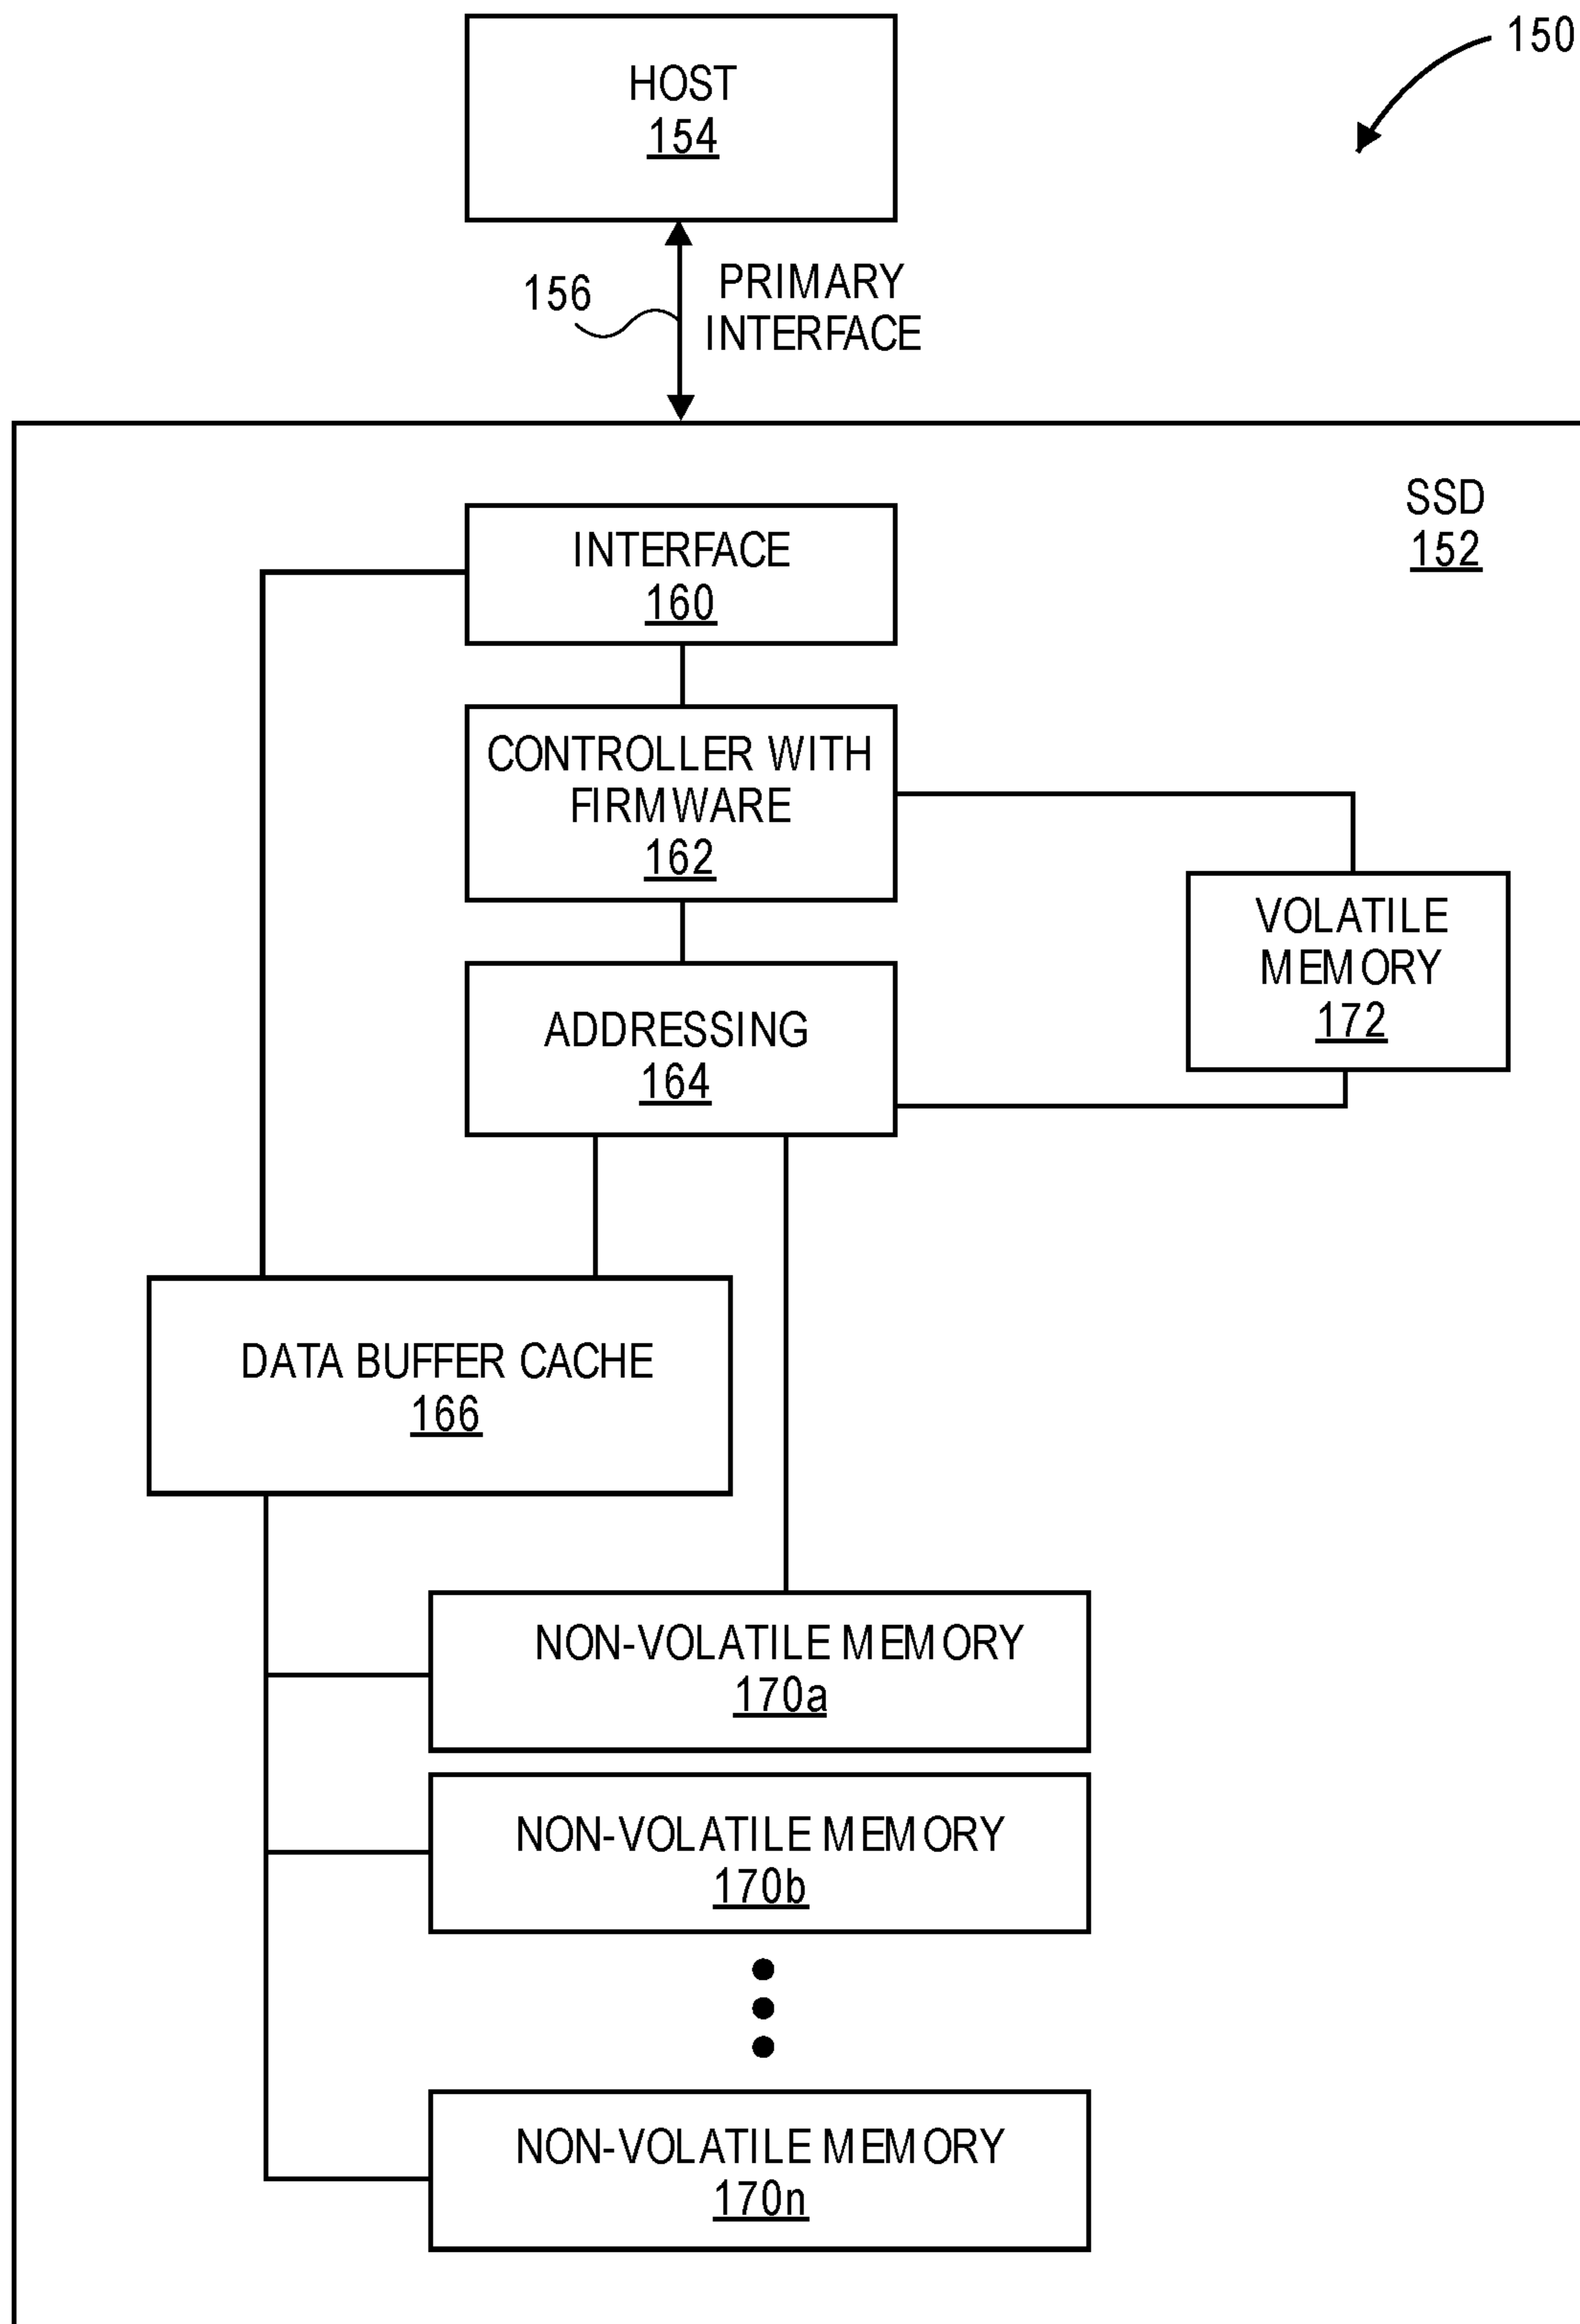 150
HOST
154
156
PRIMARY
INTERFACE
SSD
152
INTERFACE
160
CONTROLLER WITH
FIRMWARE
162
VOLATILE
MEMORY
172
ADDRESSING
164
DATA BUFFER CACHE
166
NON-VOLATILE MEMORY
170a
NON-VOLATILE MEMORY
170b
NON-VOLATILE MEMORY
170n